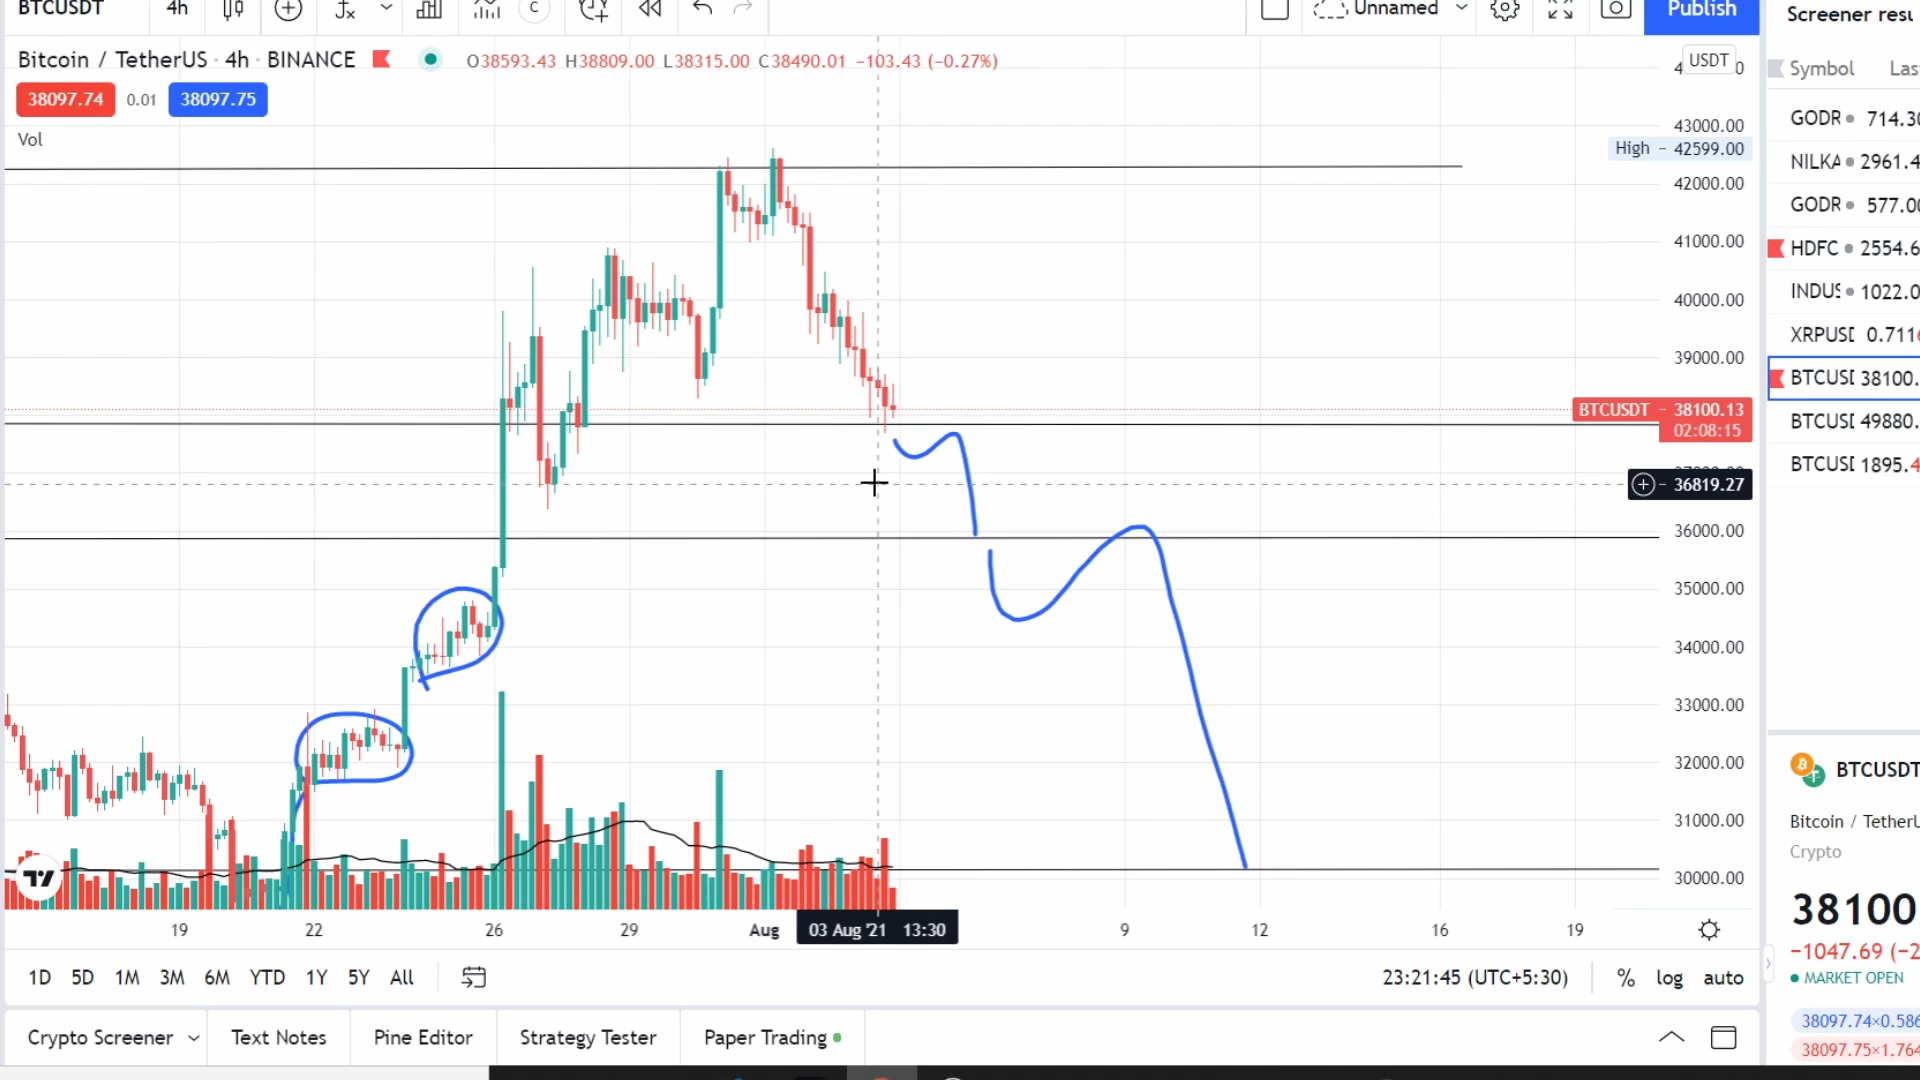 BTCUSDT 4h Unnamed Publish
Screener resu
Bitcoin / TetherUS · 4h · BINANCE O38593.43 H38809.00 L38315.00 C38490.01 −103.43 (−0.27%)
USDT
Symbol Las
38097.74 0.01 38097.75
Vol
43000.00
High 42599.00
42000.00
41000.00
40000.00
39000.00
BTCUSDT 38100.13
02:08:15
36819.27
36000.00
35000.00
34000.00
33000.00
32000.00
31000.00
30000.00
GODR 714.30
NILKA 2961.4
GODR 577.00
HDFC 2554.6
INDUS 1022.0
XRPUSD 0.7116
BTCUSD 38100.
BTCUSD 49880.
BTCUSD 1895.4
19 22 26 29 Aug 03 Aug '21 13:30 9 12 16 19
BTCUSDT
Bitcoin / TetherU
Crypto
38100
−1047.69 (−2
MARKET OPEN
38097.74×0.586
38097.75×1.764
1D 5D 1M 3M 6M YTD 1Y 5Y All 23:21:45 (UTC+5:30) % log auto
Crypto Screener Text Notes Pine Editor Strategy Tester Paper Trading